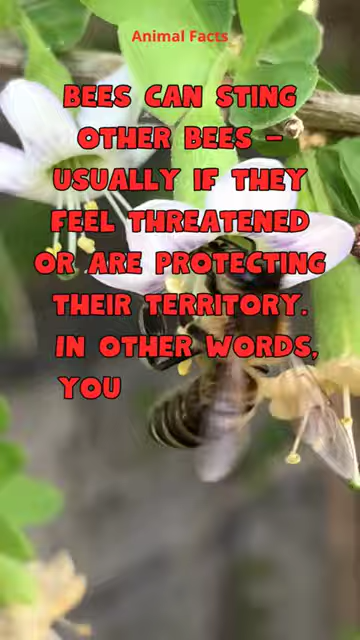 Animal Facts
BEES CAN STING
OTHER BEES –
USUALLY IF THEY
FEEL THREATENED
OR ARE PROTECTING
THEIR TERRITORY.
IN OTHER WORDS,
YOU